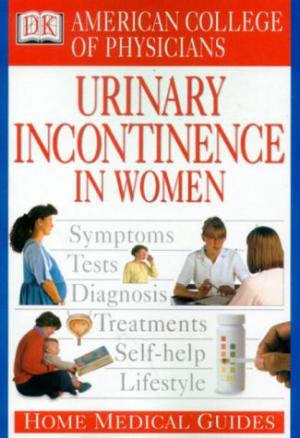 DK
AMERICAN COLLEGE
OF PHYSICIANS
URINARY
INCONTINENCE
IN WOMEN
Symptoms
Tests
Diagnosis
Treatments
Self-help
Lifestyle
HOME MEDICAL GUIDES